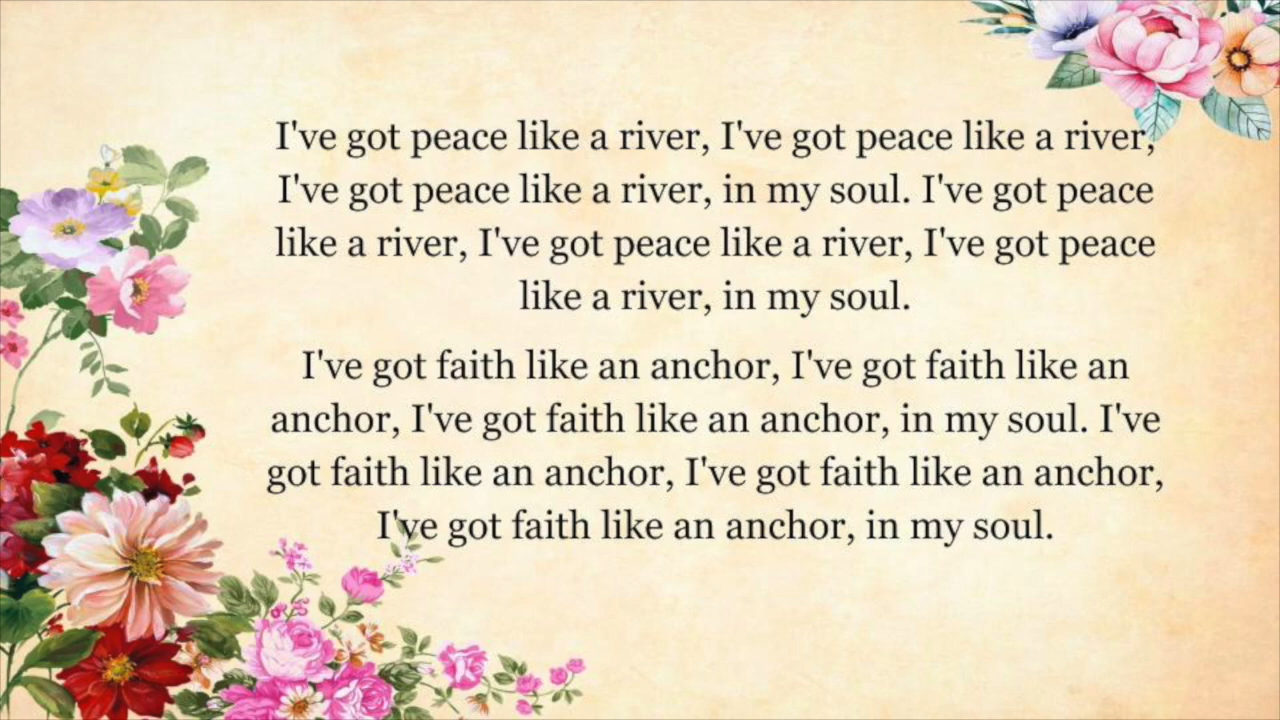 I've got peace like a river, I've got peace like a river,
I've got peace like a river, in my soul. I've got peace
like a river, I've got peace like a river, I've got peace
like a river, in my soul.
I've got faith like an anchor, I've got faith like an
anchor, I've got faith like an anchor, in my soul. I've
got faith like an anchor, I've got faith like an anchor,
I've got faith like an anchor, in my soul.